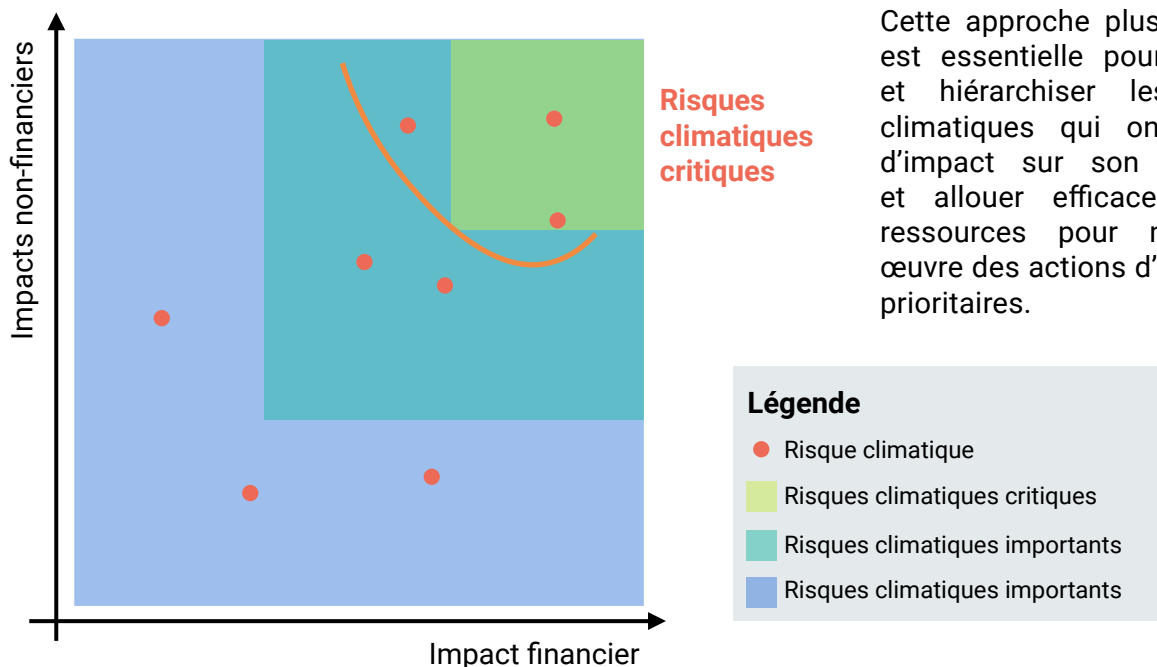 Impacts non-financiers
Impact financier
Risques
climatiques
critiques
Cette approche plus
est essentielle pour
et hiérarchiser les
climatiques qui on
d’impact sur son
et allouer efficace
ressources pour
œuvre des actions d’
prioritaires.
Légende
Risque climatique
Risques climatiques critiques
Risques climatiques importants
Risques climatiques importants